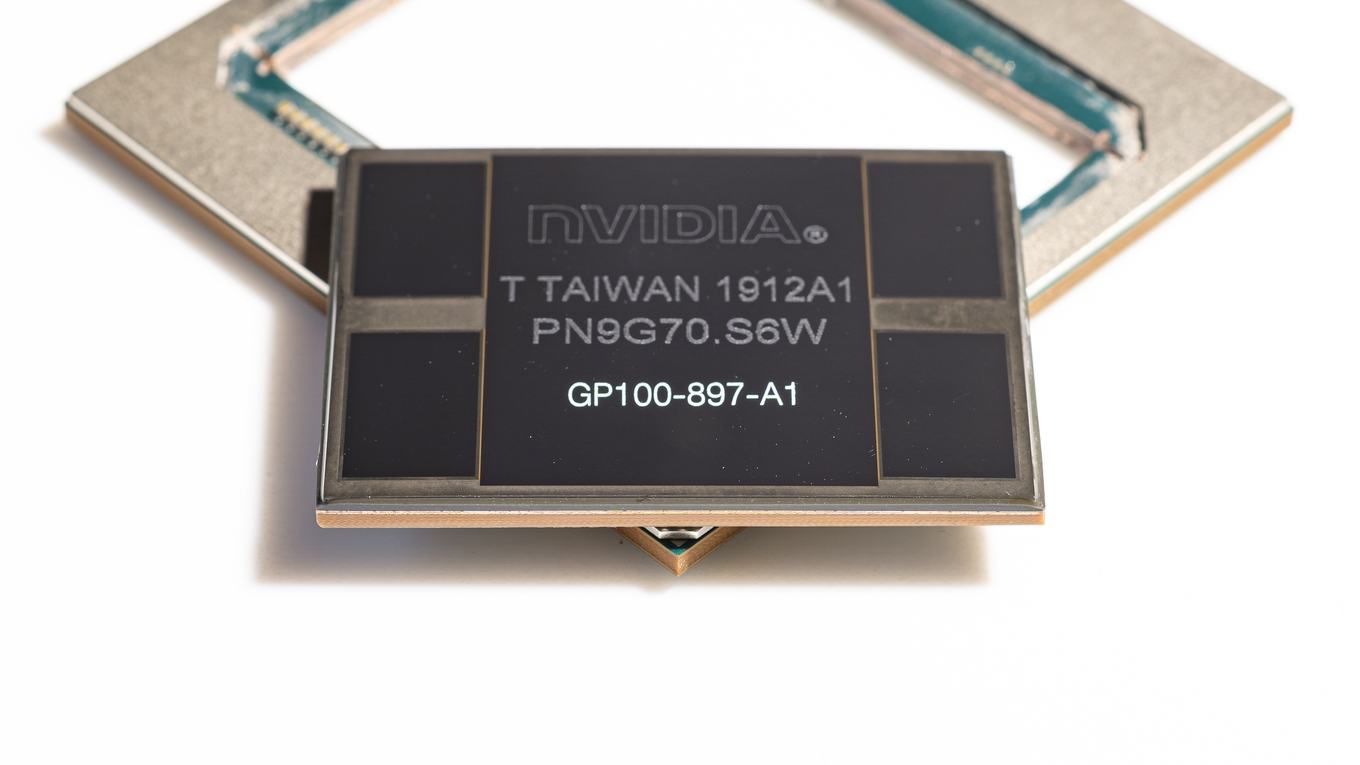 nVIDIA®
T TAIWAN 1912A1
PN9G70.S6W
GP100-897-A1